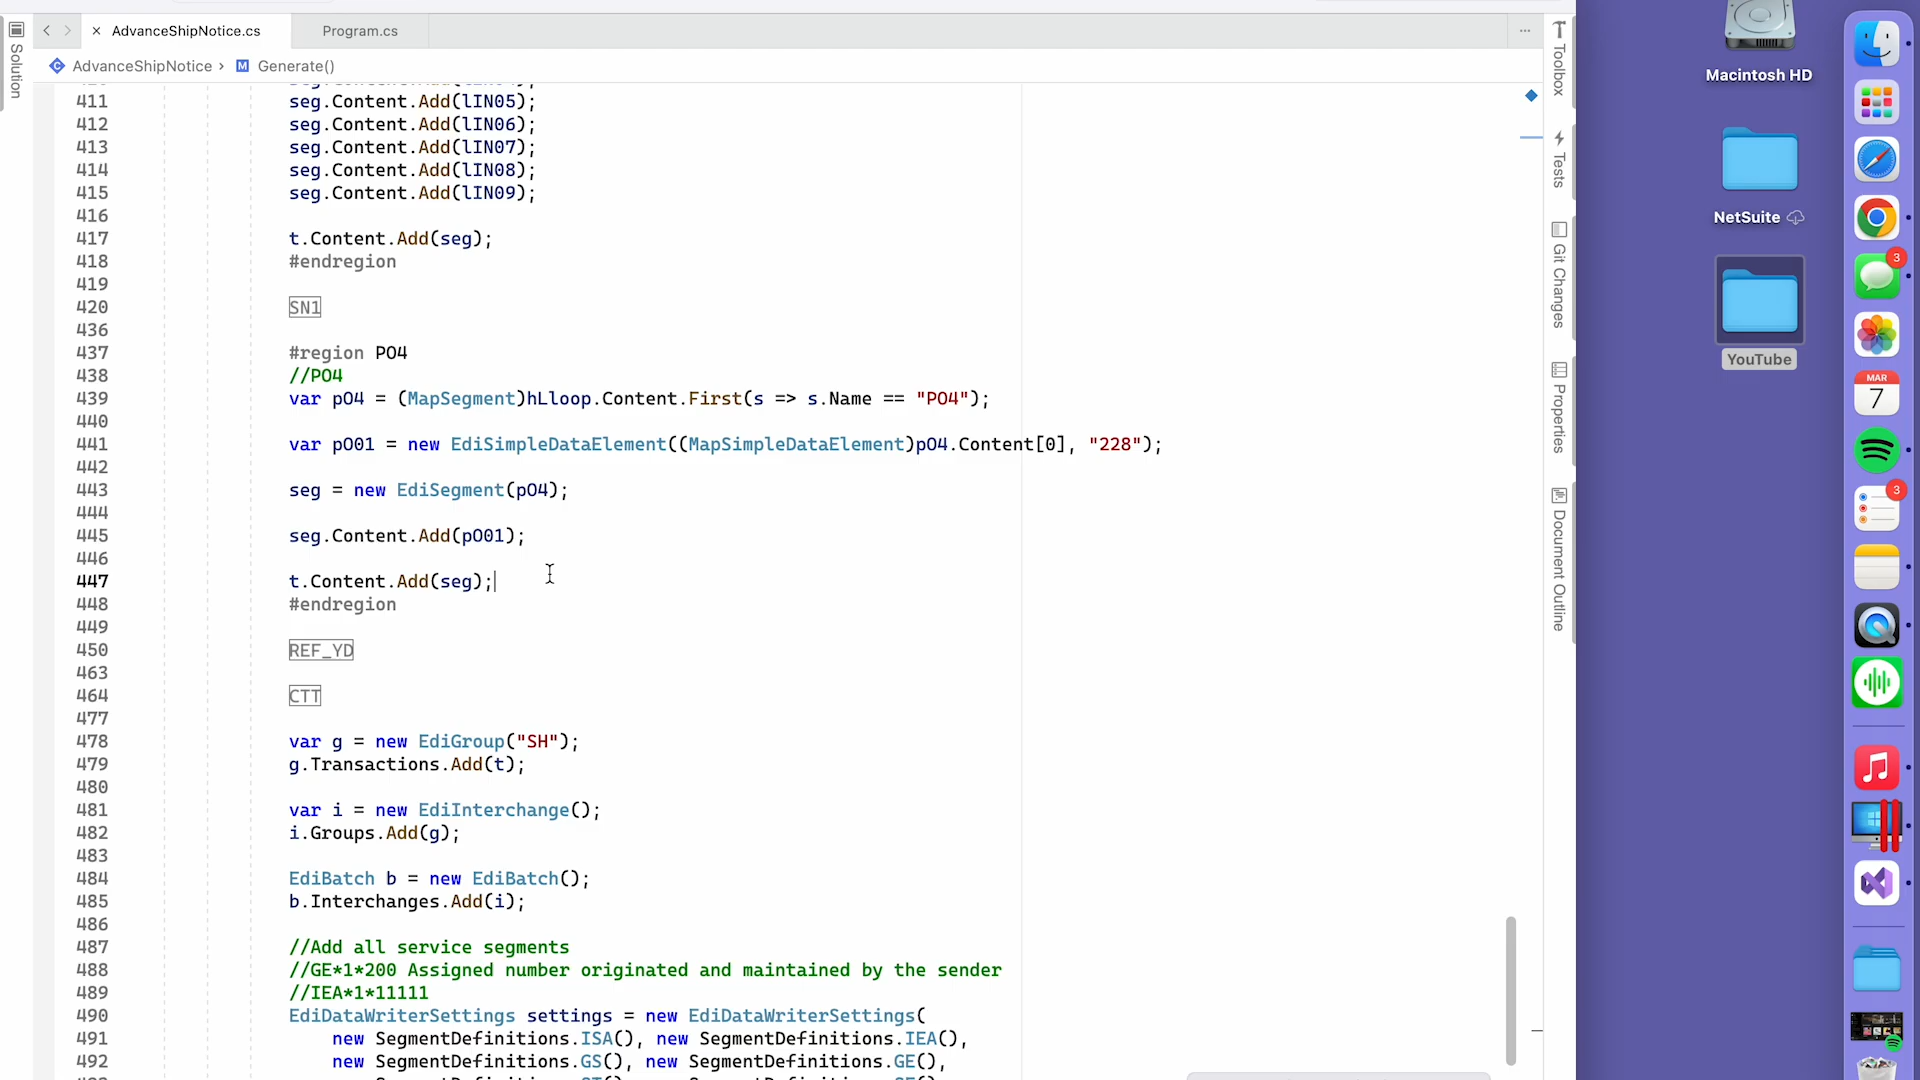 Solution
AdvanceShipNotice.cs
Program.cs
AdvanceShipNotice › M Generate()
411 seg.Content.Add(lIN05);
412 seg.Content.Add(lIN06);
413 seg.Content.Add(lIN07);
414 seg.Content.Add(lIN08);
415 seg.Content.Add(lIN09);
416
417 t.Content.Add(seg);
418 #endregion
419
420 SN1
436
437 #region PO4
438 //PO4
439 var pO4 = (MapSegment)hLloop.Content.First(s => s.Name == "PO4");
440
441 var pO01 = new EdiSimpleDataElement((MapSimpleDataElement)pO4.Content[0], "228");
442
443 seg = new EdiSegment(pO4);
444
445 seg.Content.Add(pO01);
446
447 t.Content.Add(seg);
448 #endregion
449
450 REF_YD
463
464 CTT
477
478 var g = new EdiGroup("SH");
479 g.Transactions.Add(t);
480
481 var i = new EdiInterchange();
482 i.Groups.Add(g);
483
484 EdiBatch b = new EdiBatch();
485 b.Interchanges.Add(i);
486
487 //Add all service segments
488 //GE*1*200 Assigned number originated and maintained by the sender
489 //IEA*1*11111
490 EdiDataWriterSettings settings = new EdiDataWriterSettings(
491 new SegmentDefinitions.ISA(), new SegmentDefinitions.IEA(),
492 new SegmentDefinitions.GS(), new SegmentDefinitions.GE(),
Toolbox
Tests
Git Changes
Properties
Document Outline
Macintosh HD
NetSuite
YouTube
3
MAR
7
3